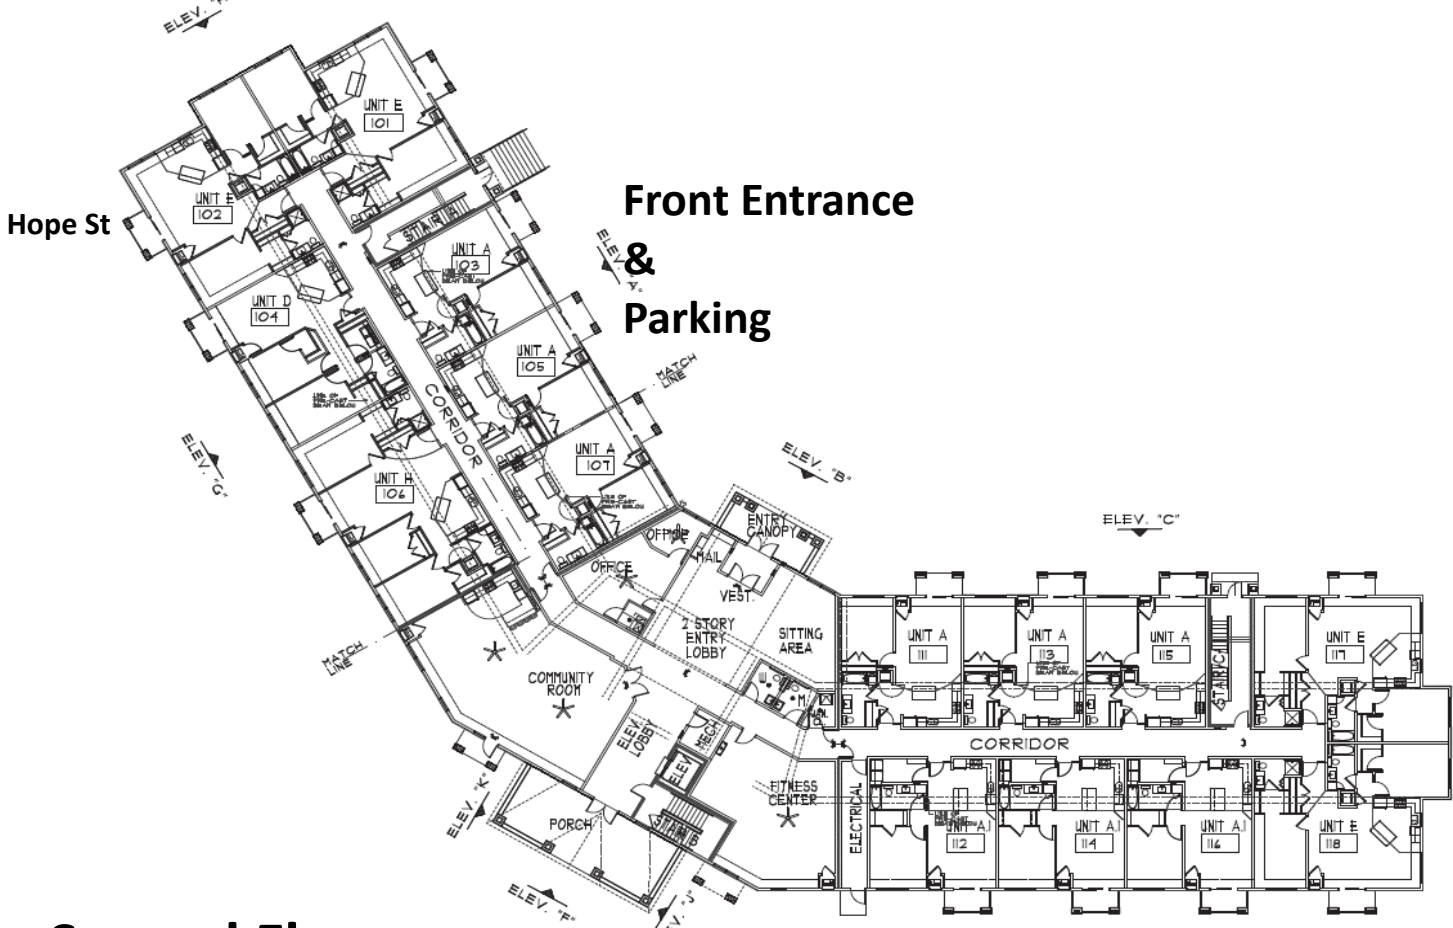 ELEV.
UNIT E
101
UNIT E
102
Hope St
Front Entrance
&
Parking
STAIR A
UNIT A
103
ELEV. "A"
UNIT D
104
UNIT A
105
MATCH
LINE
CORRIDOR
UNIT A
107
ELEV. "G"
UNIT H
106
ELEV. "B"
ELEV. "C"
ENTRY
CANOPY
OFFICE
MAIL
OFFICE
VEST.
2 STORY
ENTRY
LOBBY
SITTING
AREA
MATCH
LINE
COMMUNITY
ROOM
W
M
ELEV.
LOBBY
MECH
ELEV
FITNESS
CENTER
PORCH
STAIR B
ELEV. "K"
ELEV. "F"
ELEV. "J"
UNIT A
111
UNIT A
113
UNIT A
115
STAIR C
UNIT E
117
CORRIDOR
ELECTRICAL
UNIT A.1
112
UNIT A.1
114
UNIT A.1
116
UNIT E
118